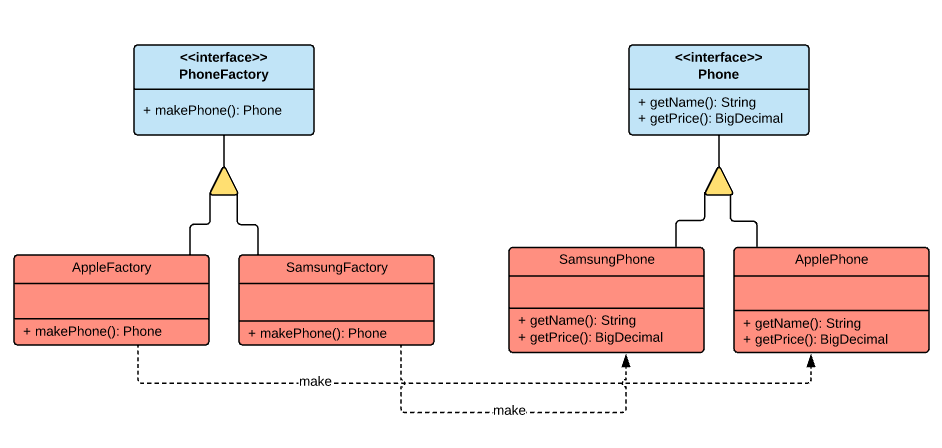 <<interface>>
PhoneFactory
+ makePhone(): Phone
<<interface>>
Phone
+ getName(): String
+ getPrice(): BigDecimal
AppleFactory
+ makePhone(): Phone
SamsungFactory
+ makePhone(): Phone
SamsungPhone
+ getName(): String
+ getPrice(): BigDecimal
ApplePhone
+ getName(): String
+ getPrice(): BigDecimal
make
make